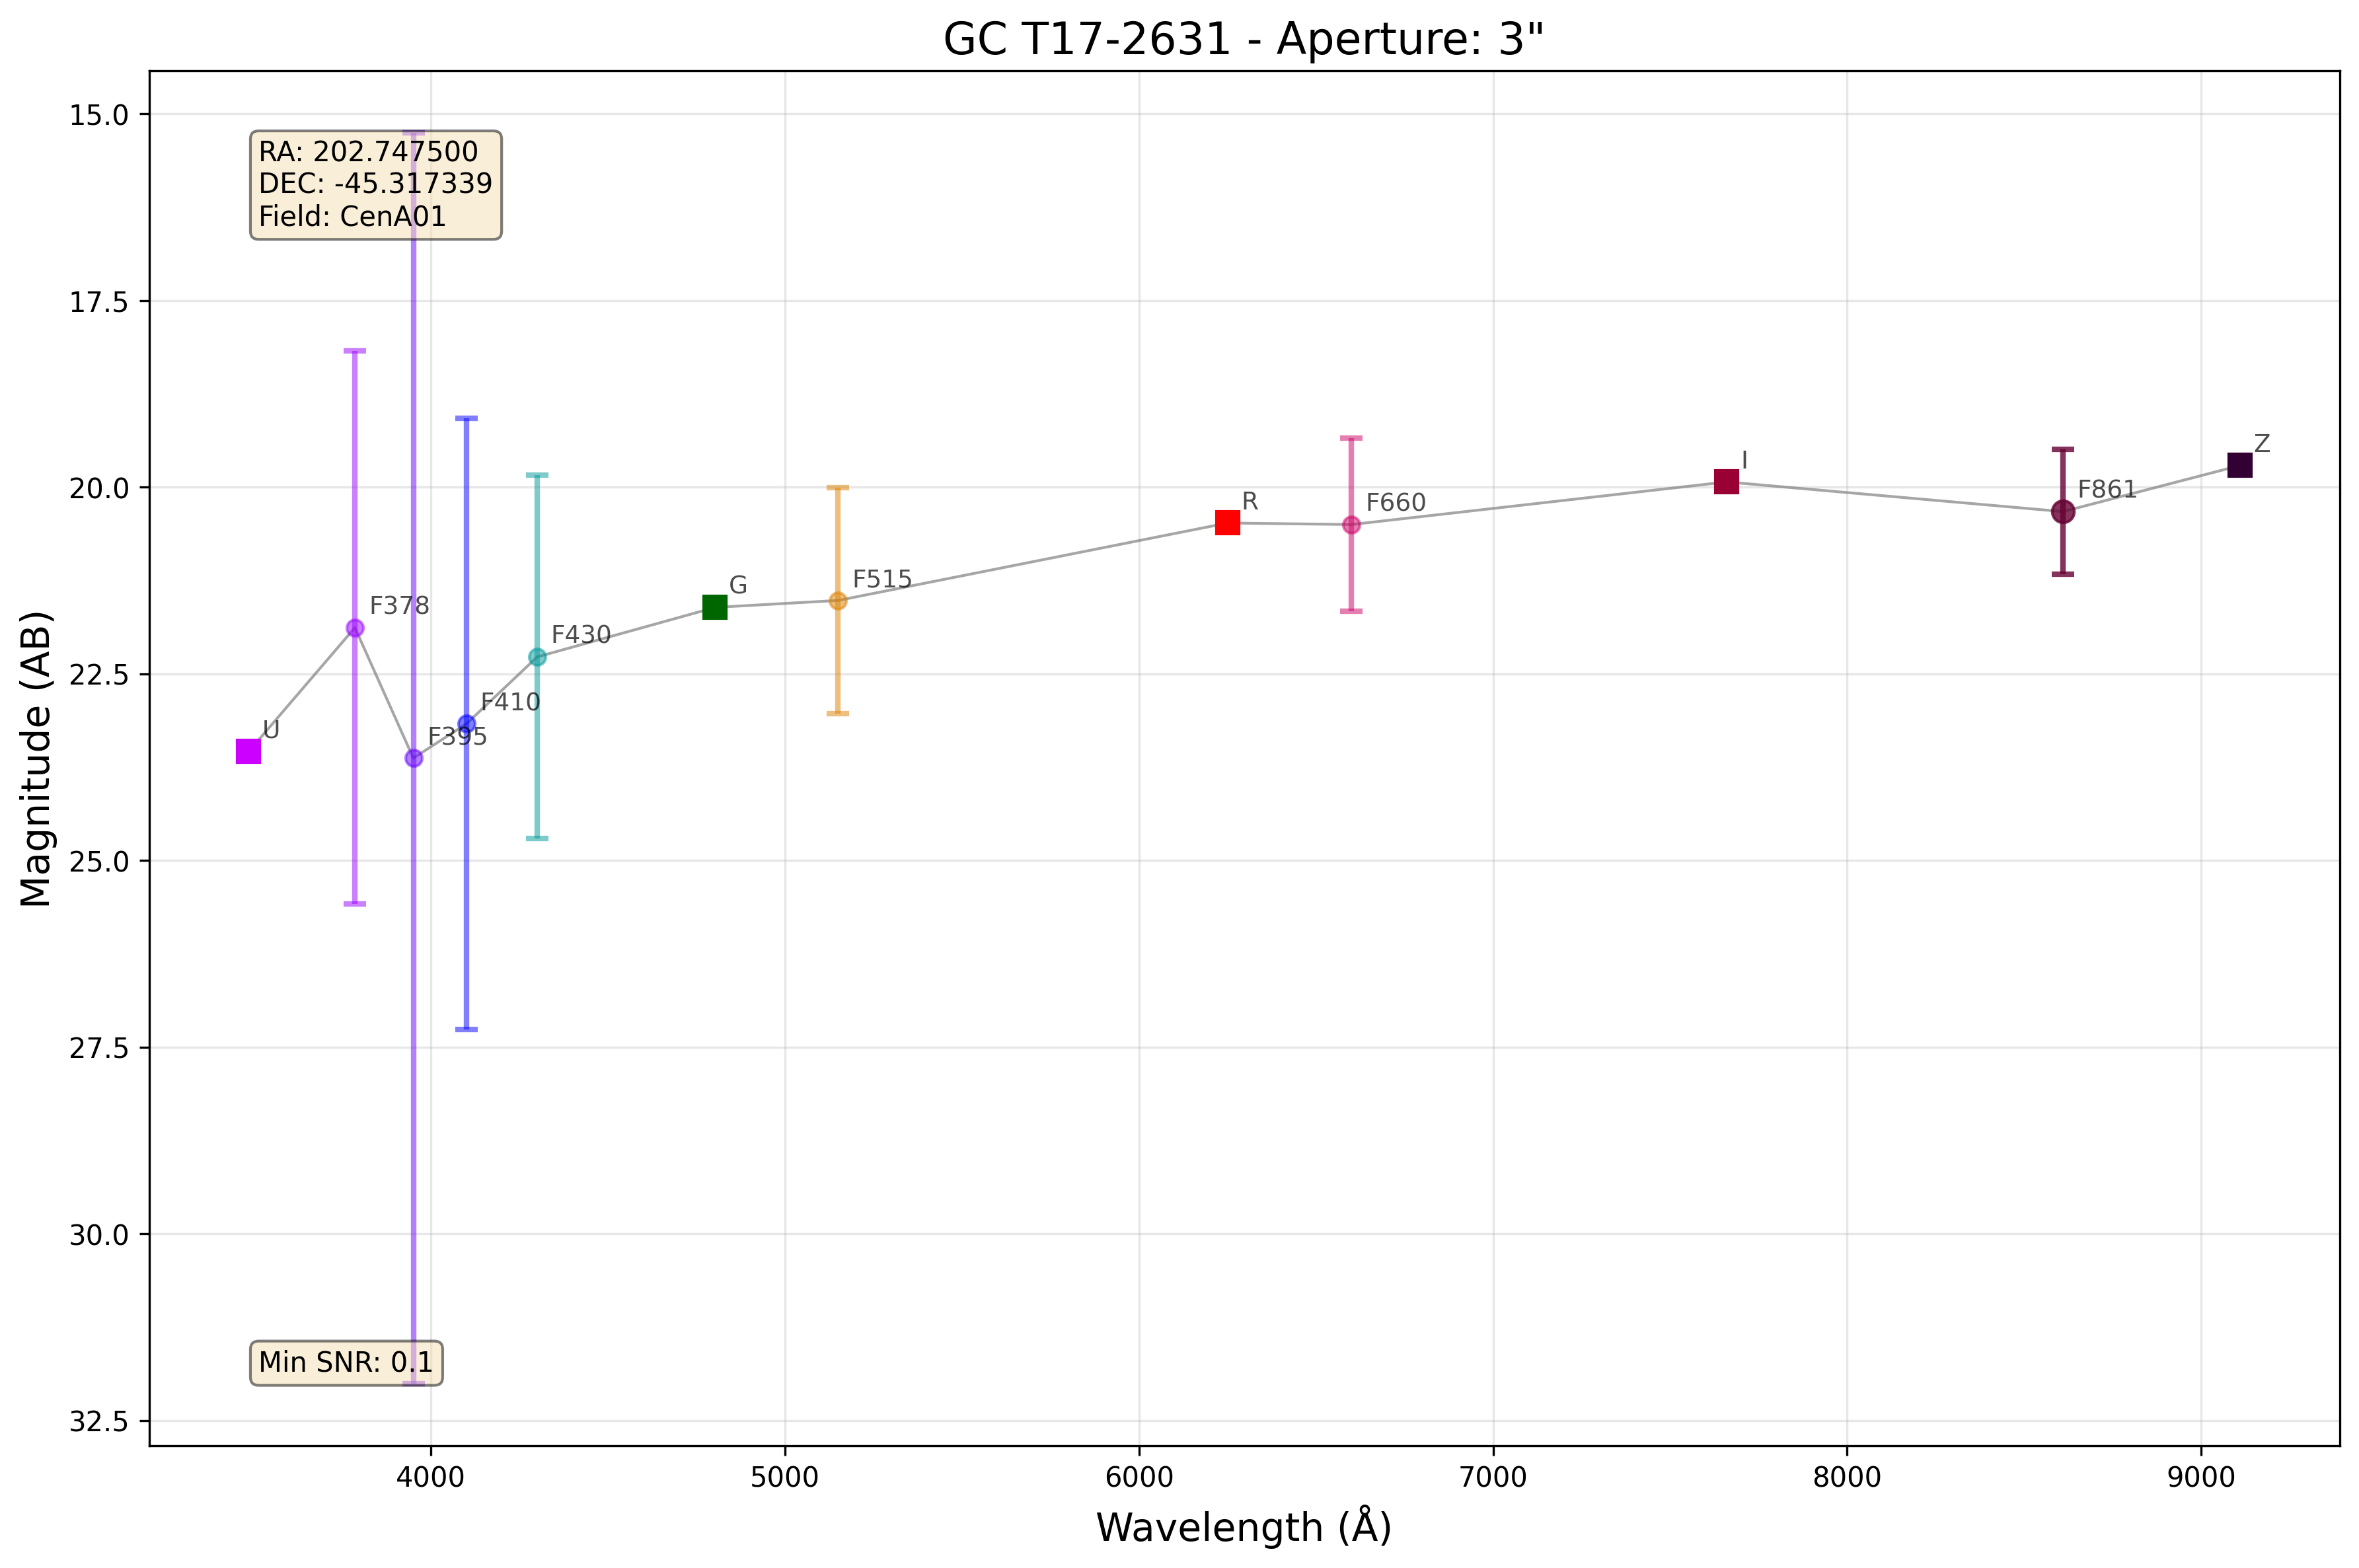 GC T17-2631 - Aperture: 3"
RA: 202.747500
DEC: -45.317339
Field: CenA01
Min SNR: 0.1
Magnitude (AB)
15.0
17.5
20.0
22.5
25.0
27.5
30.0
32.5
U
F378
F395
F410
F430
G
F515
R
F660
I
F861
Z
4000
5000
6000
7000
8000
9000
Wavelength (Å)